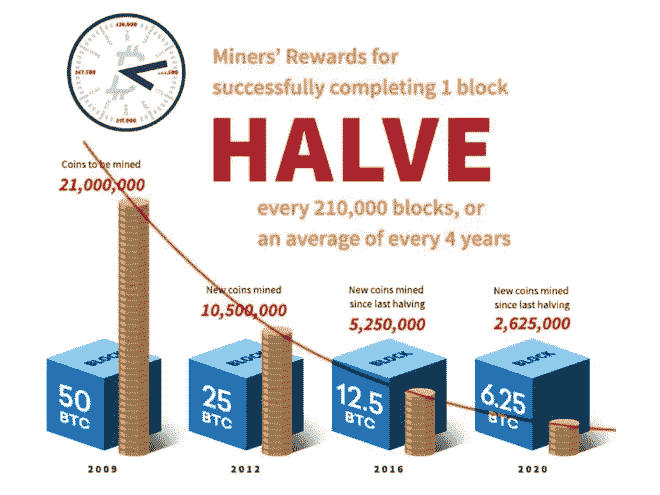 Miners' Rewards for
successfully completing 1 block
HALVE
every 210,000 blocks, or
an average of every 4 years
Coins to be mined
21,000,000
New coins mined
10,500,000
New coins mined
since last halving
5,250,000
New coins mined
since last halving
2,625,000
BLOCK
50
BTC
BLOCK
25
BTC
BLOCK
12.5
BTC
BLOCK
6.25
BTC
2009
2012
2016
2020